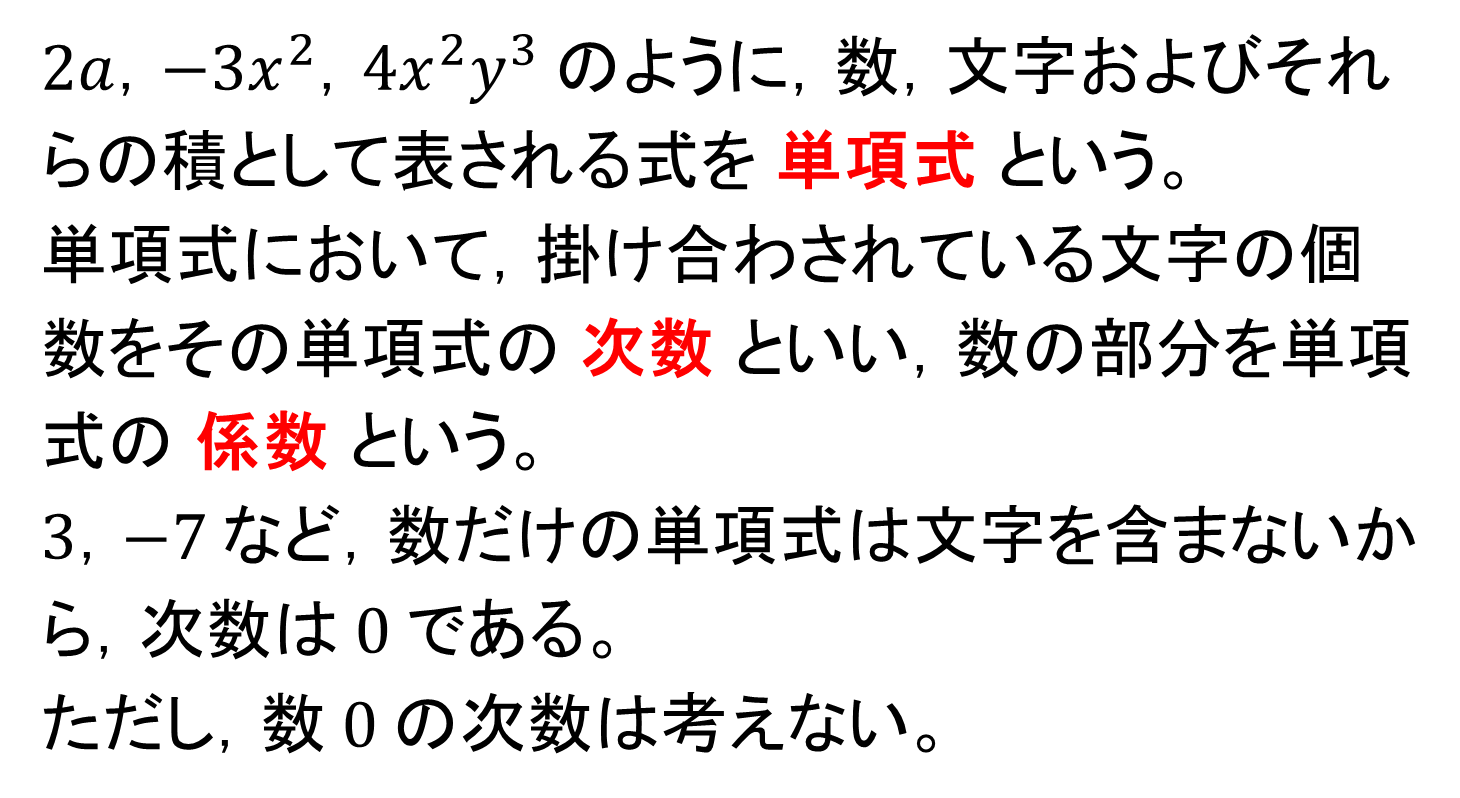 2a, −3x², 4x²y³ のように, 数, 文字およびそれ
らの積として表される式を 単項式 という。
単項式において, 掛け合わされている文字の個
数をその単項式の 次数 といい, 数の部分を単項
式の 係数 という。
3, −7 など, 数だけの単項式は文字を含まないか
ら, 次数は 0 である。
ただし, 数 0 の次数は考えない。